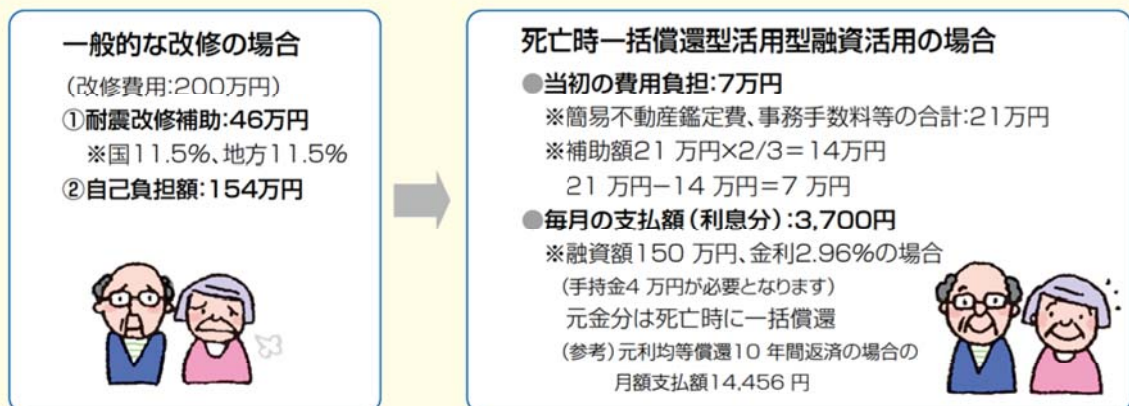 一般的な改修の場合
(改修費用:200万円)
①耐震改修補助:46万円
※国11.5%、地方11.5%
②自己負担額:154万円
死亡時一括償還型活用型融資活用の場合
●当初の費用負担:7万円
※簡易不動産鑑定費、事務手数料等の合計:21万円
※補助額21 万円×2/3=14万円
21 万円−14 万円=7 万円
●毎月の支払額(利息分):3,700円
※融資額150 万円、金利2.96%の場合
(手持金4 万円が必要となります)
元金分は死亡時に一括償還
(参考)元利均等償還10 年間返済の場合の
月額支払額14,456 円